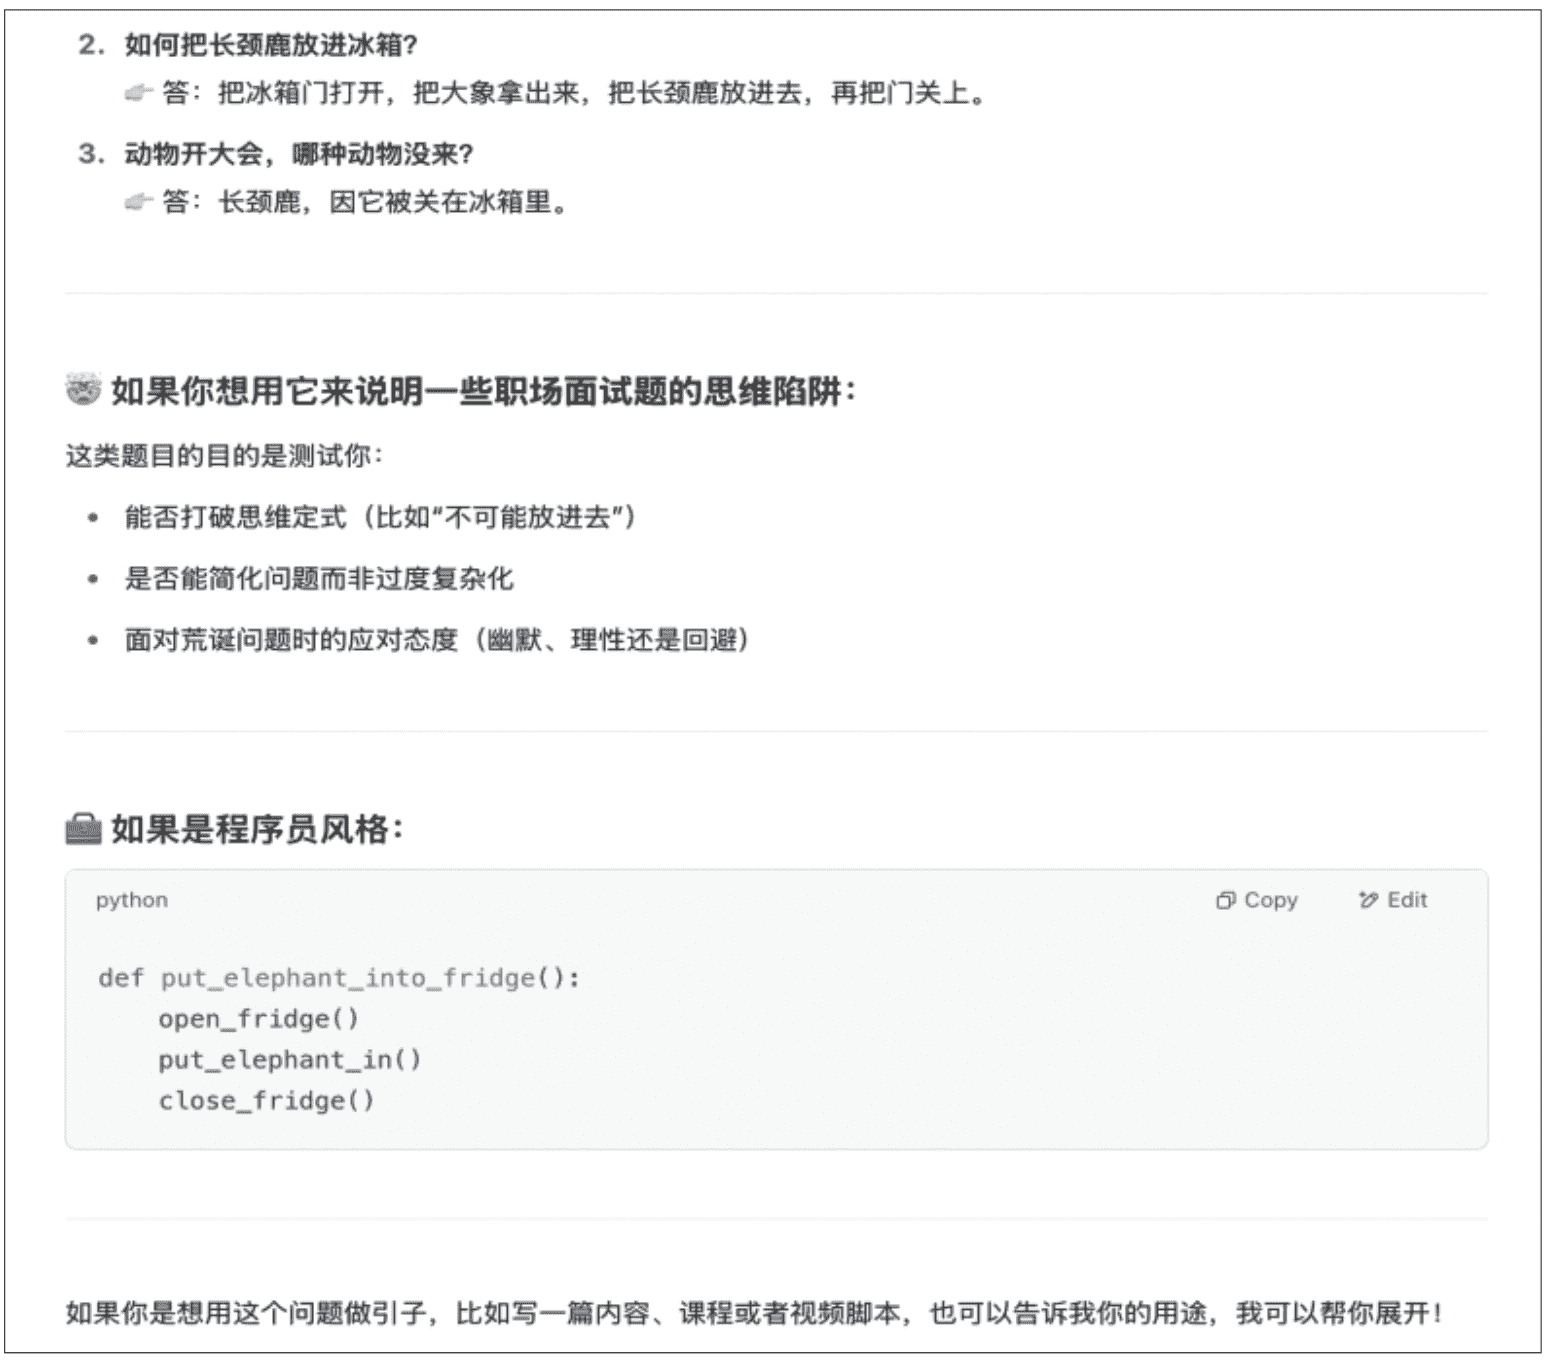 2. 如何把长颈鹿放进冰箱?
👉 答：把冰箱门打开，把大象拿出来，把长颈鹿放进去，再把门关上。
3. 动物开大会，哪种动物没来?
👉 答：长颈鹿，因它被关在冰箱里。
🤯 如果你想用它来说明一些职场面试题的思维陷阱：
这类题目的目的是测试你：
• 能否打破思维定式（比如“不可能放进去”）
• 是否能简化问题而非过度复杂化
• 面对荒诞问题时的应对态度（幽默、理性还是回避）
💼 如果是程序员风格：
python Copy Edit
def put_elephant_into_fridge():
    open_fridge()
    put_elephant_in()
    close_fridge()
如果你是想用这个问题做引子，比如写一篇内容、课程或者视频脚本，也可以告诉我你的用途，我可以帮你展开！